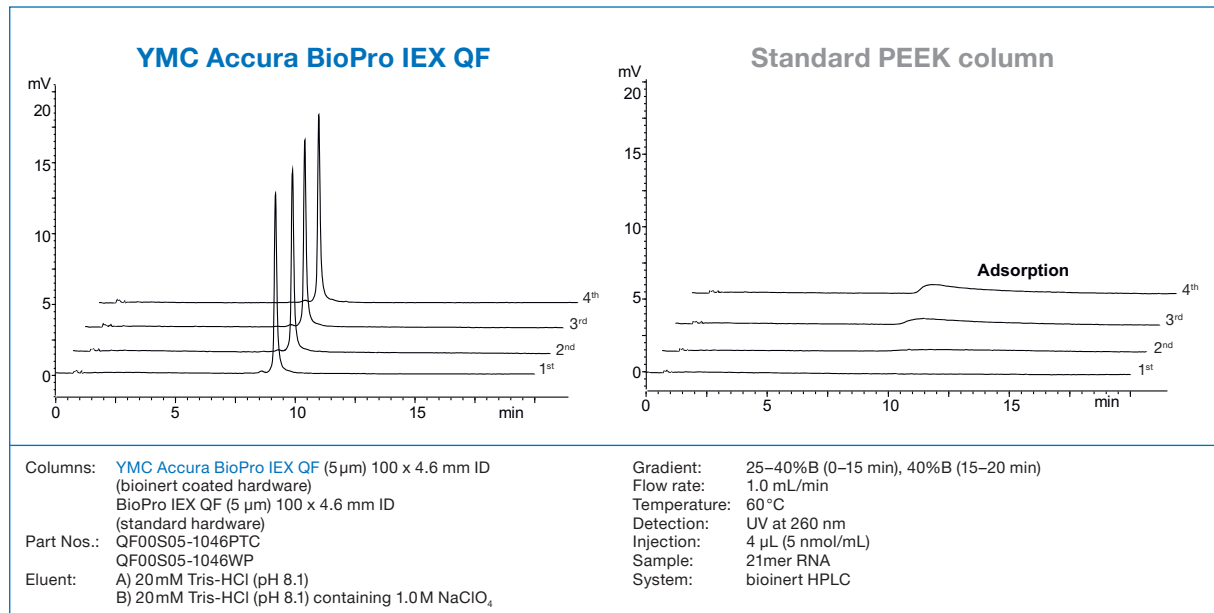 YMC Accura BioPro IEX QF
mV
20
15
10
5
0
4th
3rd
2nd
1st
0
5
10
15
min
Standard PEEK column
mV
20
15
10
5
0
Adsorption
4th
3rd
2nd
1st
0
5
10
15
min
Columns: YMC Accura BioPro IEX QF (5 µm) 100 x 4.6 mm ID
(bioinert coated hardware)
BioPro IEX QF (5 µm) 100 x 4.6 mm ID
(standard hardware)
Part Nos.: QF00S05-1046PTC
QF00S05-1046WP
Eluent: A) 20 mM Tris-HCl (pH 8.1)
B) 20 mM Tris-HCl (pH 8.1) containing 1.0 M NaClO₄
Gradient: 25–40%B (0–15 min), 40%B (15–20 min)
Flow rate: 1.0 mL/min
Temperature: 60 °C
Detection: UV at 260 nm
Injection: 4 µL (5 nmol/mL)
Sample: 21mer RNA
System: bioinert HPLC